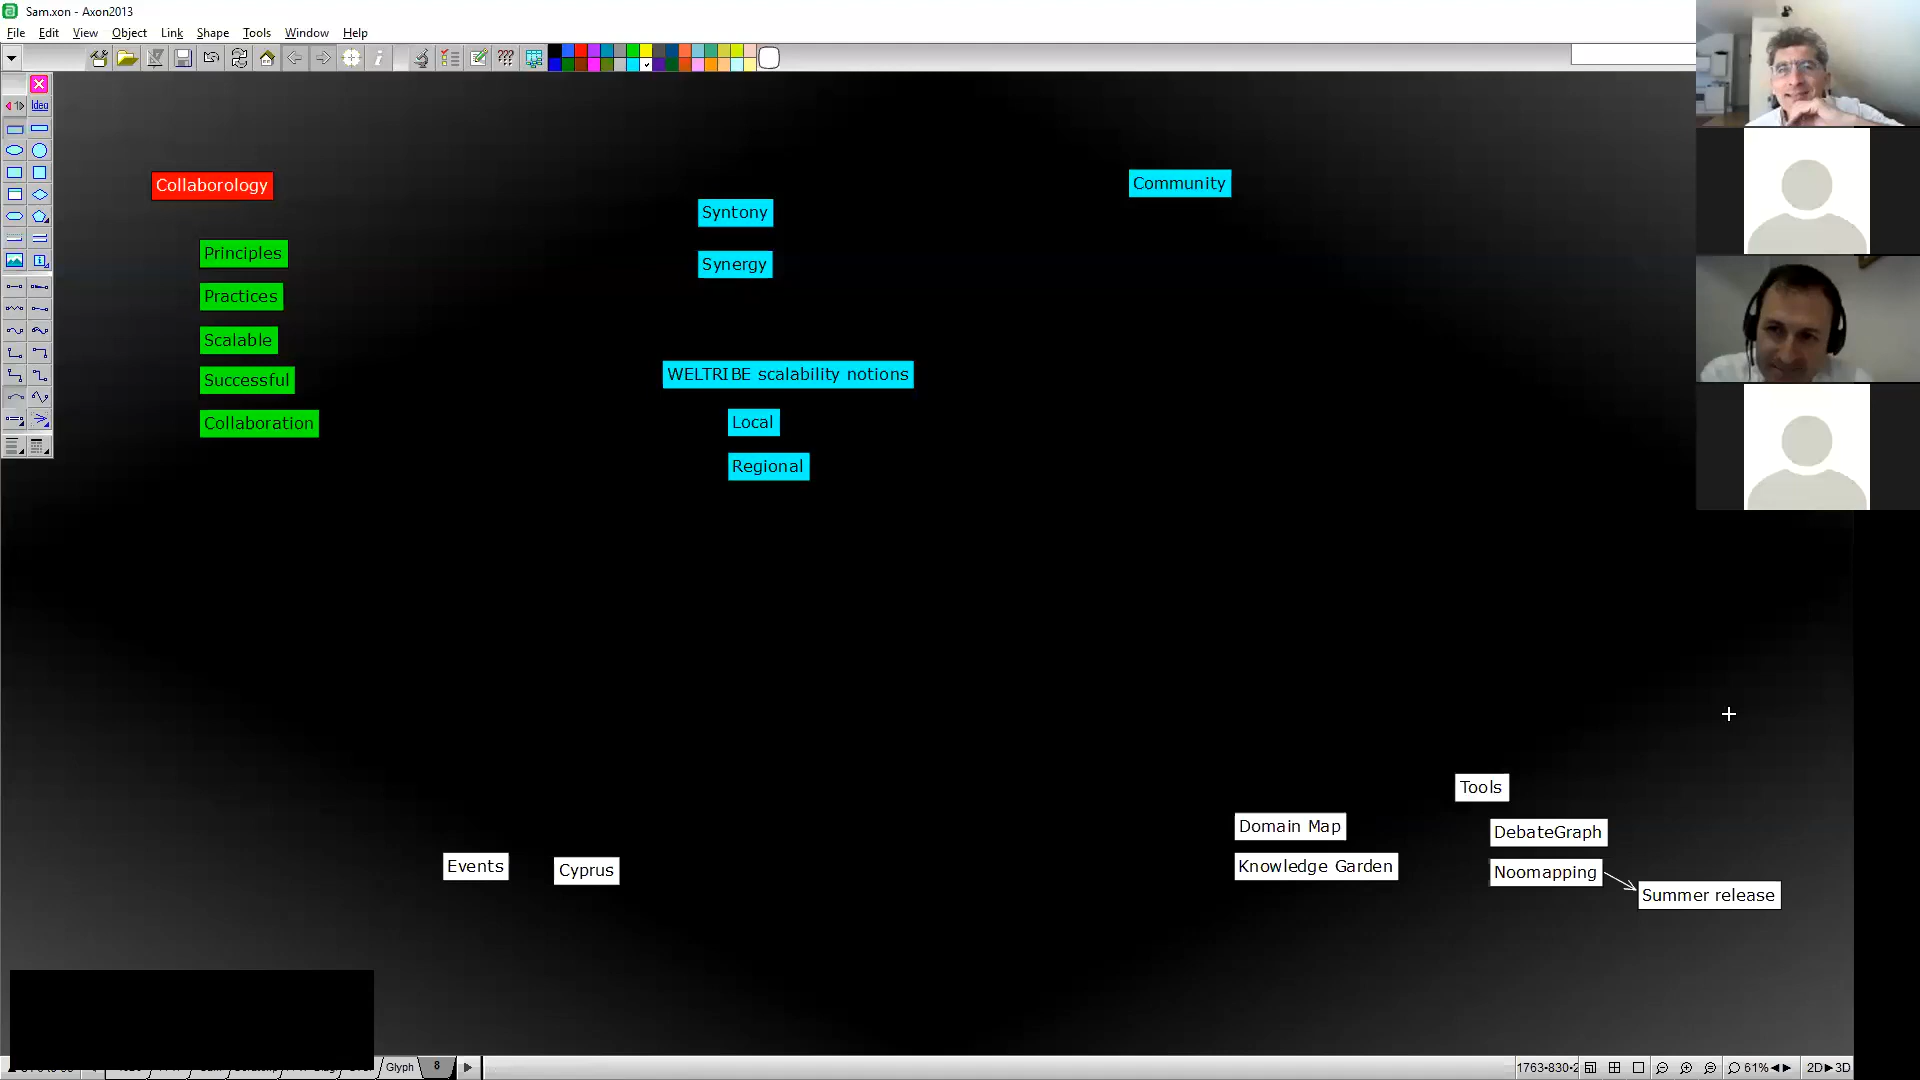 Sam.xon - Axon2013
File Edit View Object Link Shape Tools Window Help
Idea
Collaborology
Principles
Practices
Scalable
Successful
Collaboration
Syntony
Synergy
WELTRIBE scalability notions
Local
Regional
Community
Tools
Domain Map
DebateGraph
Knowledge Garden
Noomapping
Summer release
Events
Cyprus
Glyph
8
61%
2D▶3D